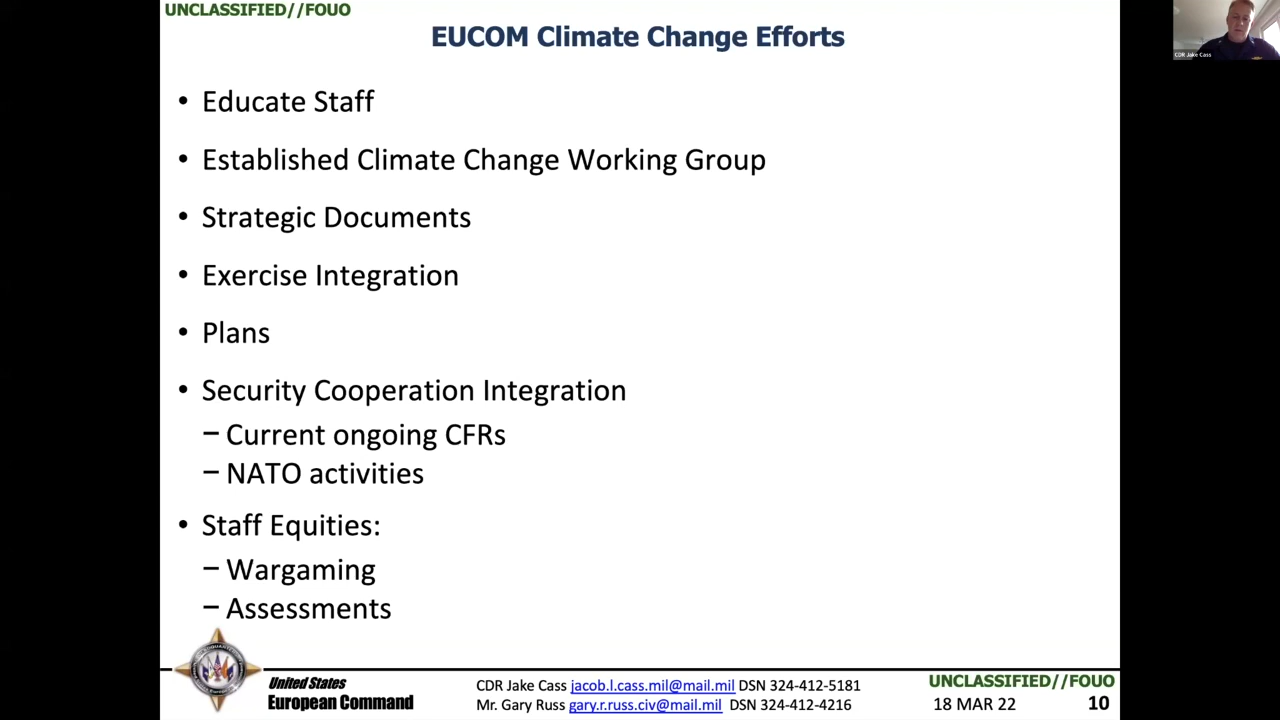 UNCLASSIFIED//FOUO
EUCOM Climate Change Efforts
CDR Jake Cass
• Educate Staff
• Established Climate Change Working Group
• Strategic Documents
• Exercise Integration
• Plans
• Security Cooperation Integration
– Current ongoing CFRs
– NATO activities
• Staff Equities:
– Wargaming
– Assessments
United States
European Command
CDR Jake Cass jacob.l.cass.mil@mail.mil DSN 324-412-5181
Mr. Gary Russ gary.r.russ.civ@mail.mil DSN 324-412-4216
UNCLASSIFIED//FOUO
18 MAR 22 10